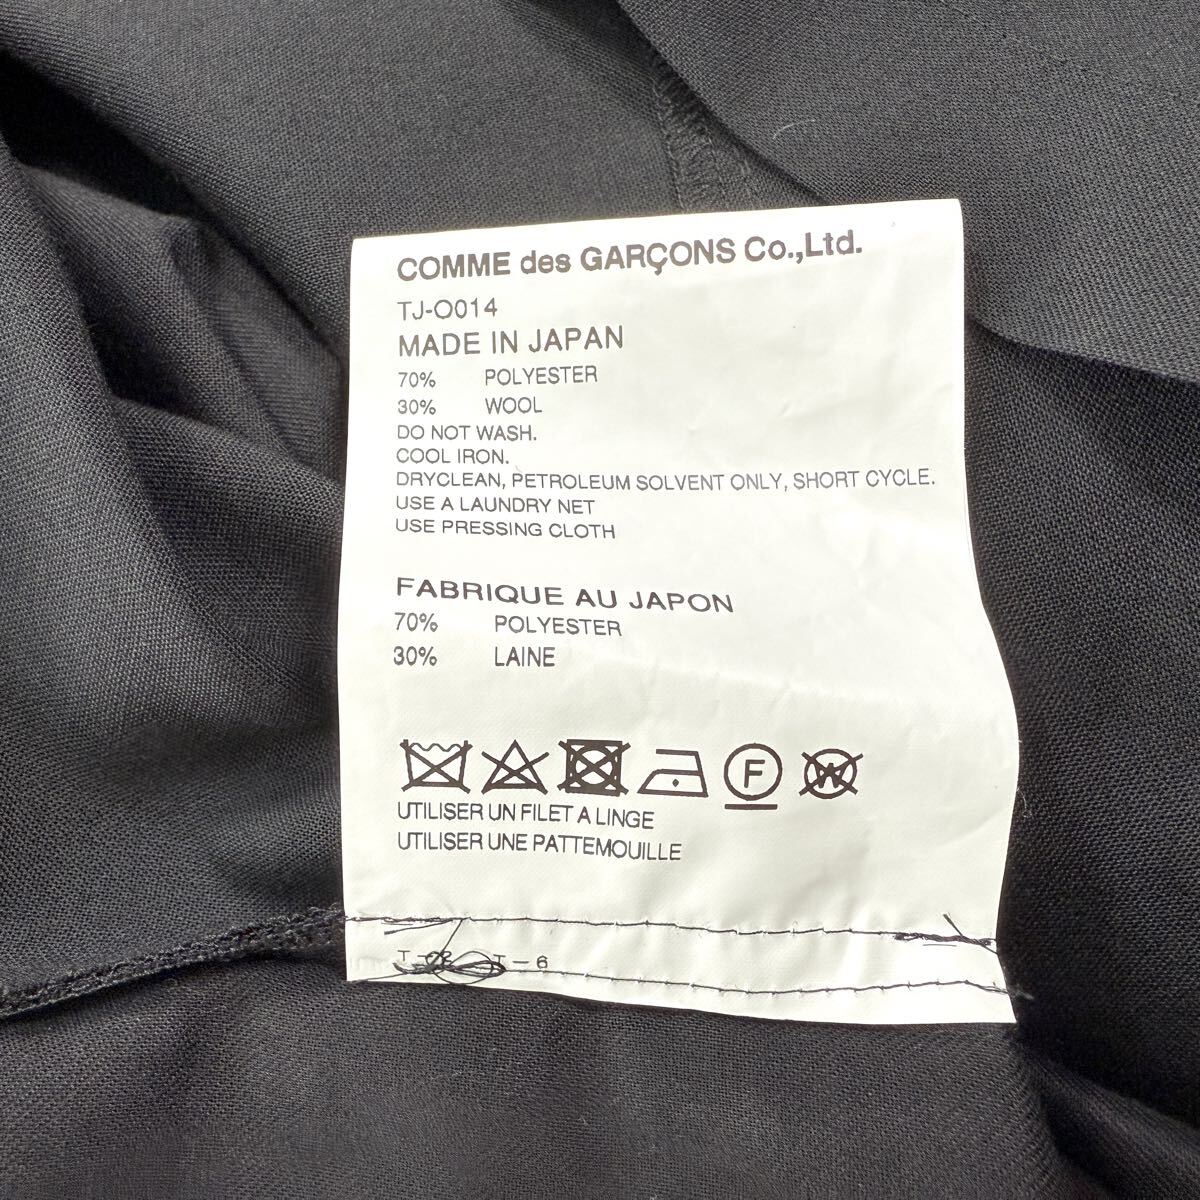 COMME des GARÇONS Co.,Ltd.
TJ-O014
MADE IN JAPAN
70% POLYESTER
30% WOOL
DO NOT WASH.
COOL IRON.
DRYCLEAN, PETROLEUM SOLVENT ONLY, SHORT CYCLE.
USE A LAUNDRY NET
USE PRESSING CLOTH
FABRIQUE AU JAPON
70% POLYESTER
30% LAINE
F W
UTILISER UN FILET A LINGE
UTILISER UNE PATTEMOUILLE
T-6